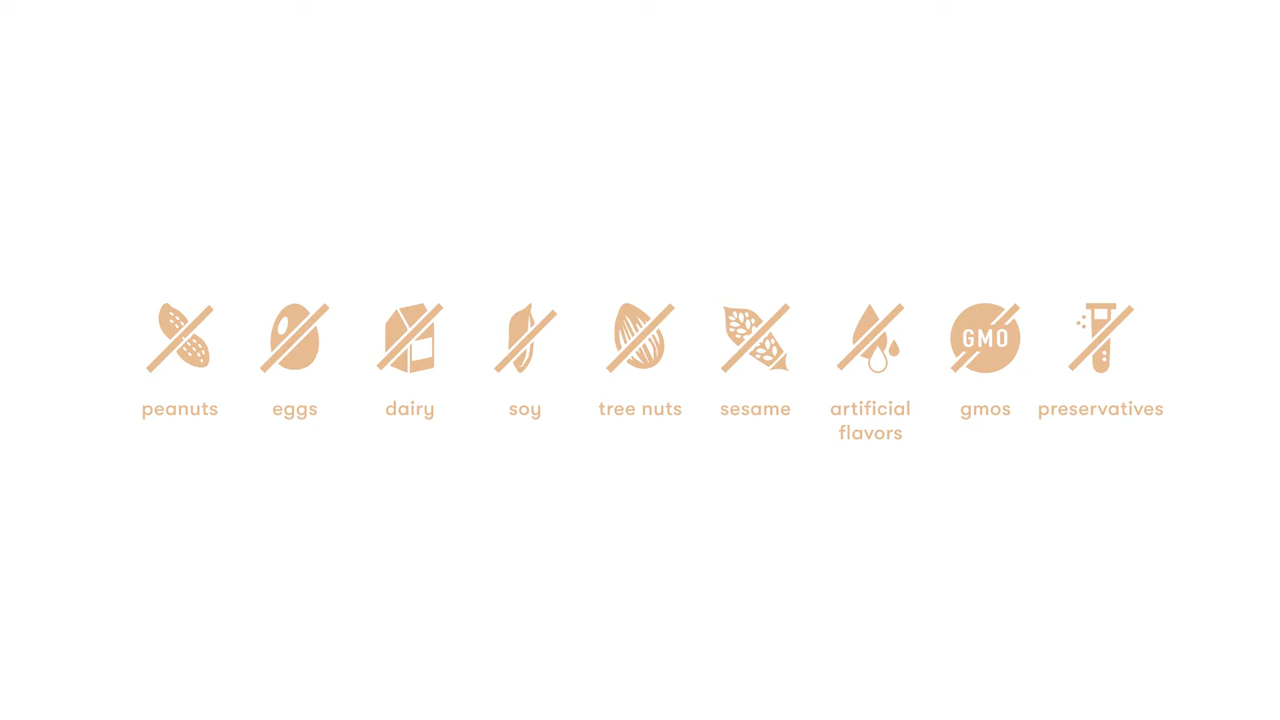 GMO
peanuts
eggs
dairy
soy
tree nuts
sesame
artificial
flavors
gmos
preservatives